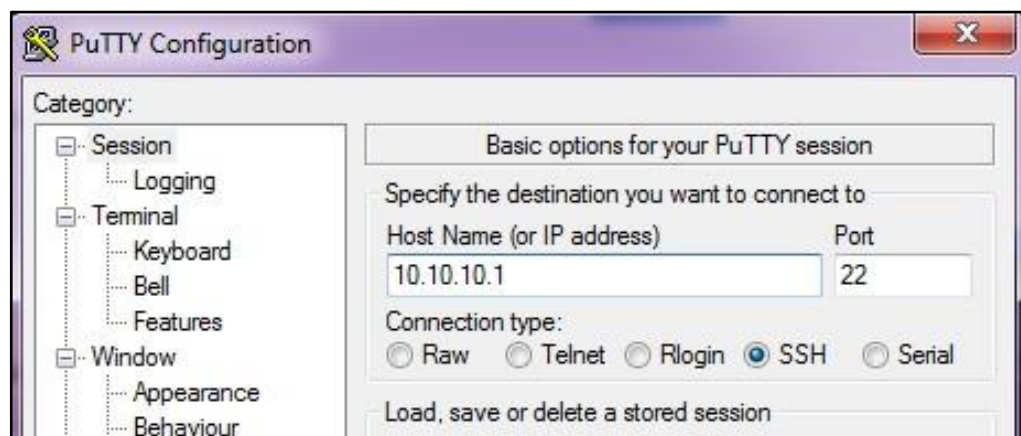 PuTTY Configuration
Category:
Session
Logging
Terminal
Keyboard
Bell
Features
Window
Appearance
Behaviour
Basic options for your PuTTY session
Specify the destination you want to connect to
Host Name (or IP address) Port
10.10.10.1 22
Connection type:
Raw Telnet Rlogin SSH Serial
Load, save or delete a stored session